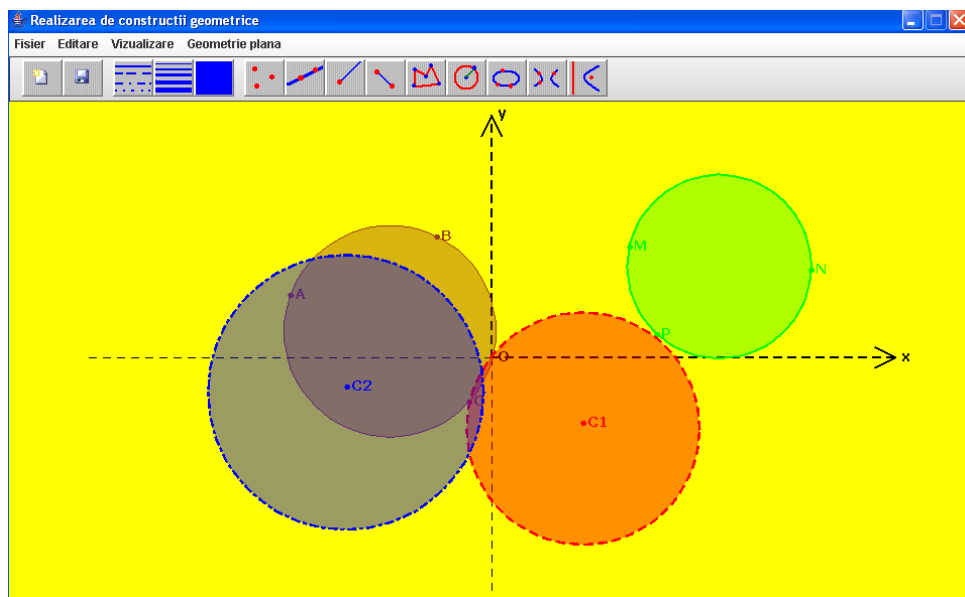 Realizarea de constructii geometrice
Fisier Editare Vizualizare Geometrie plana
y
B
M
N
A
P
O
x
C2
C
C1